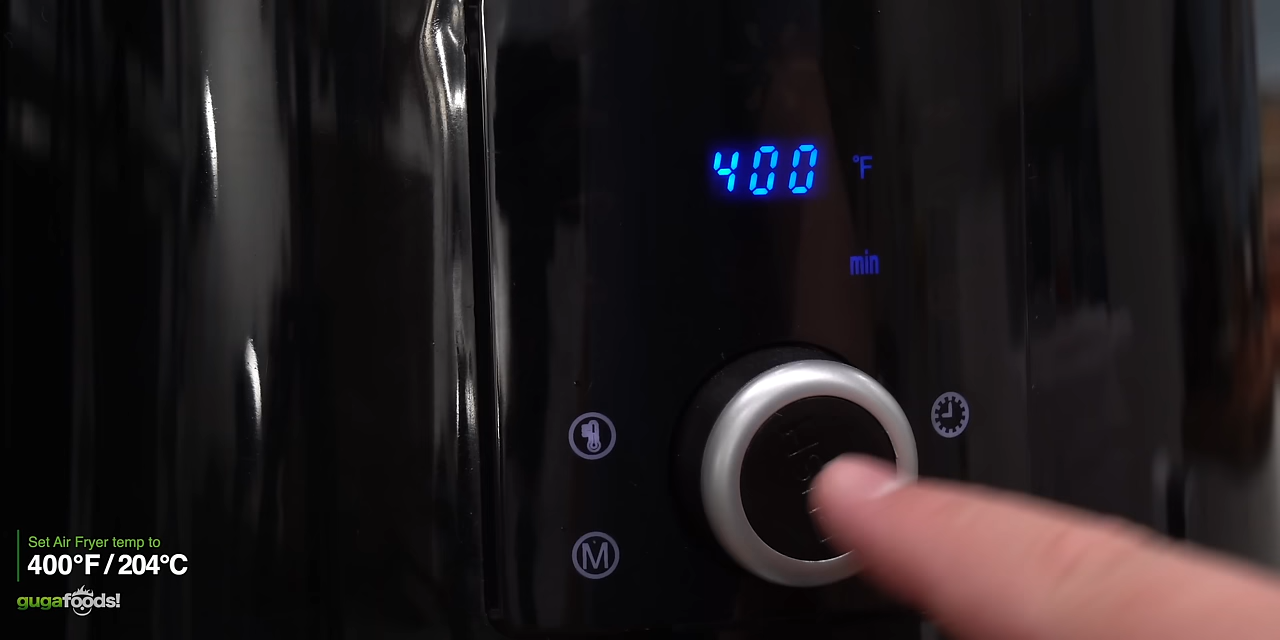 400 °F
min
M
Set Air Fryer temp to
400°F / 204°C
gugafoods!